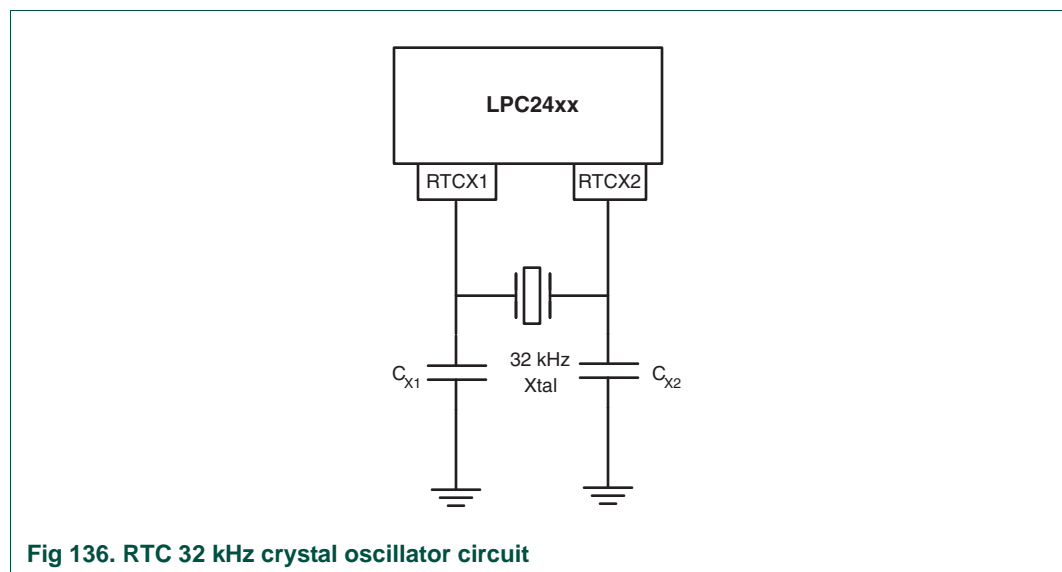 LPC24xx
RTCX1 RTCX2
32 kHz
Xtal
CX1 CX2
Fig 136. RTC 32 kHz crystal oscillator circuit